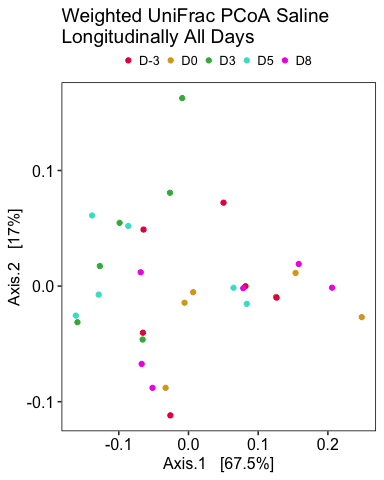 Weighted UniFrac PCoA Saline
Longitudinally All Days
D-3 D0 D3 D5 D8
0.1
0.0
-0.1
Axis.2 [17%]
-0.1 0.0 0.1 0.2
Axis.1 [67.5%]